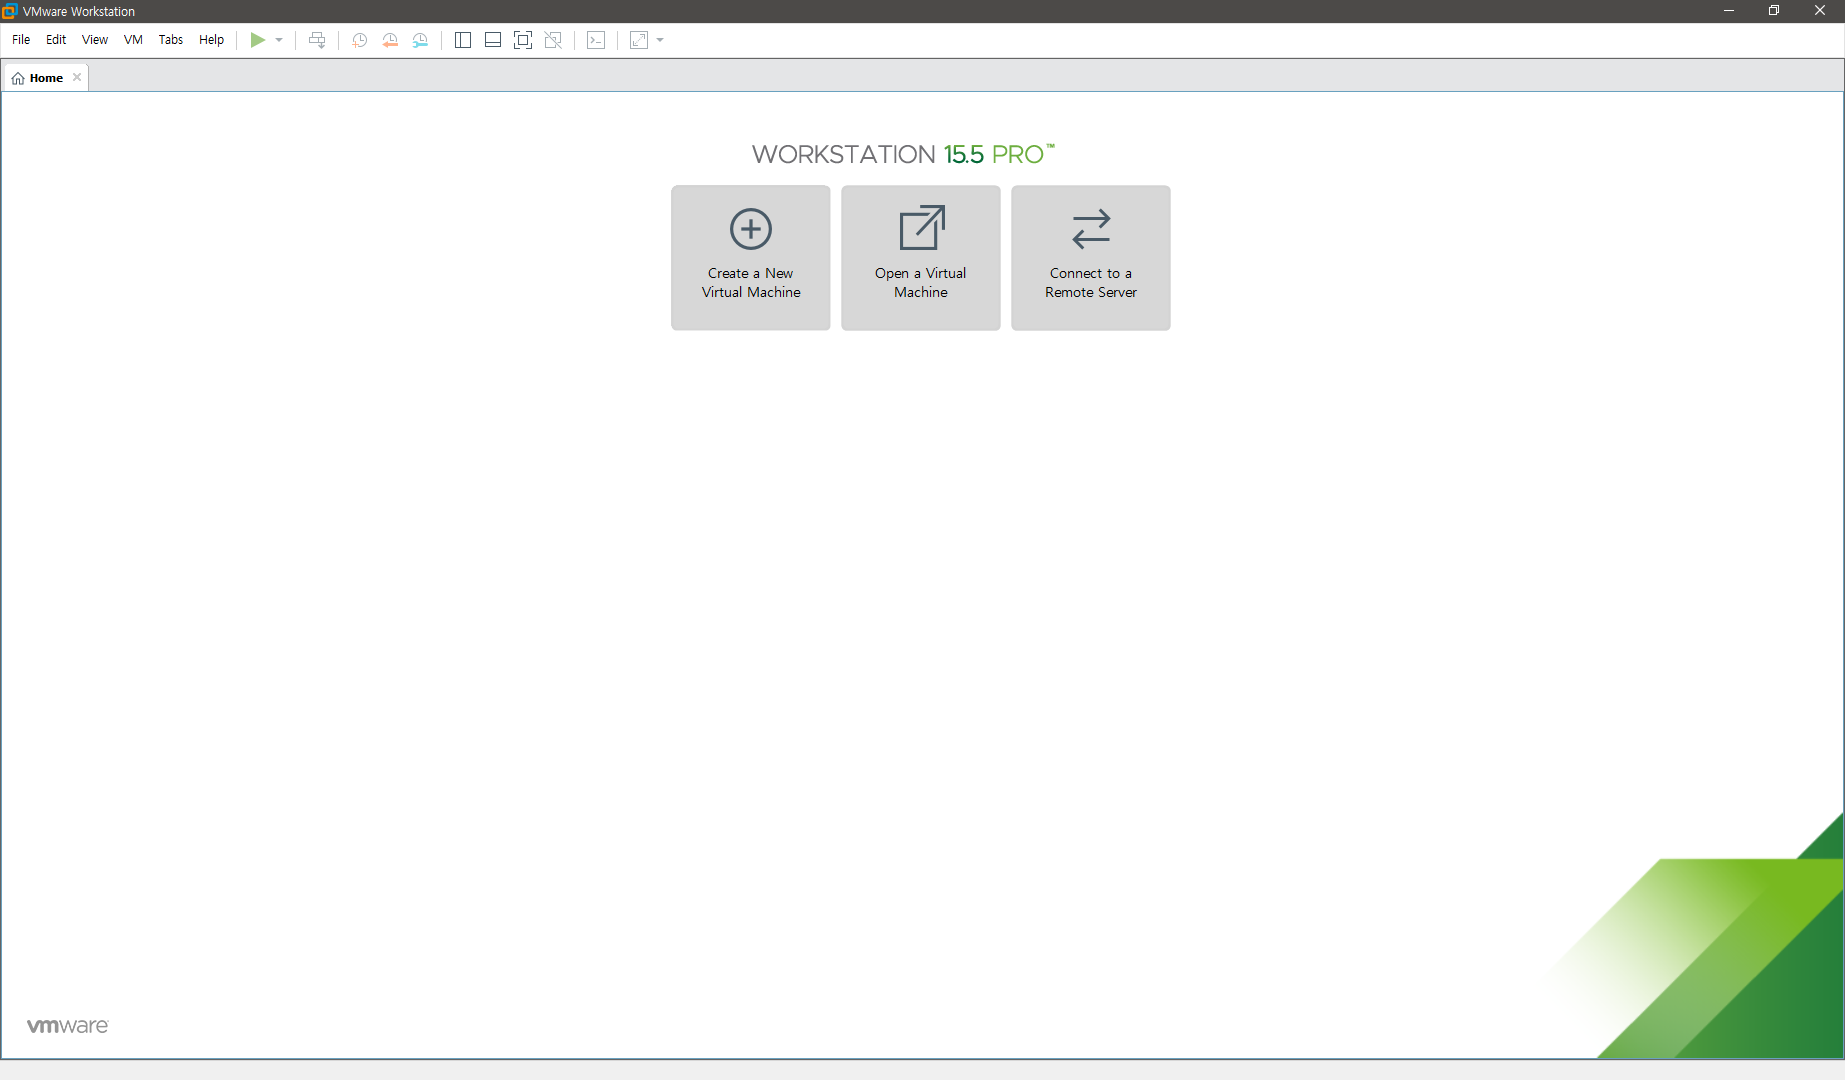 VMware Workstation
File Edit View VM Tabs Help
Home
WORKSTATION 15.5 PRO™
Create a New
Virtual Machine
Open a Virtual
Machine
Connect to a
Remote Server
vmware